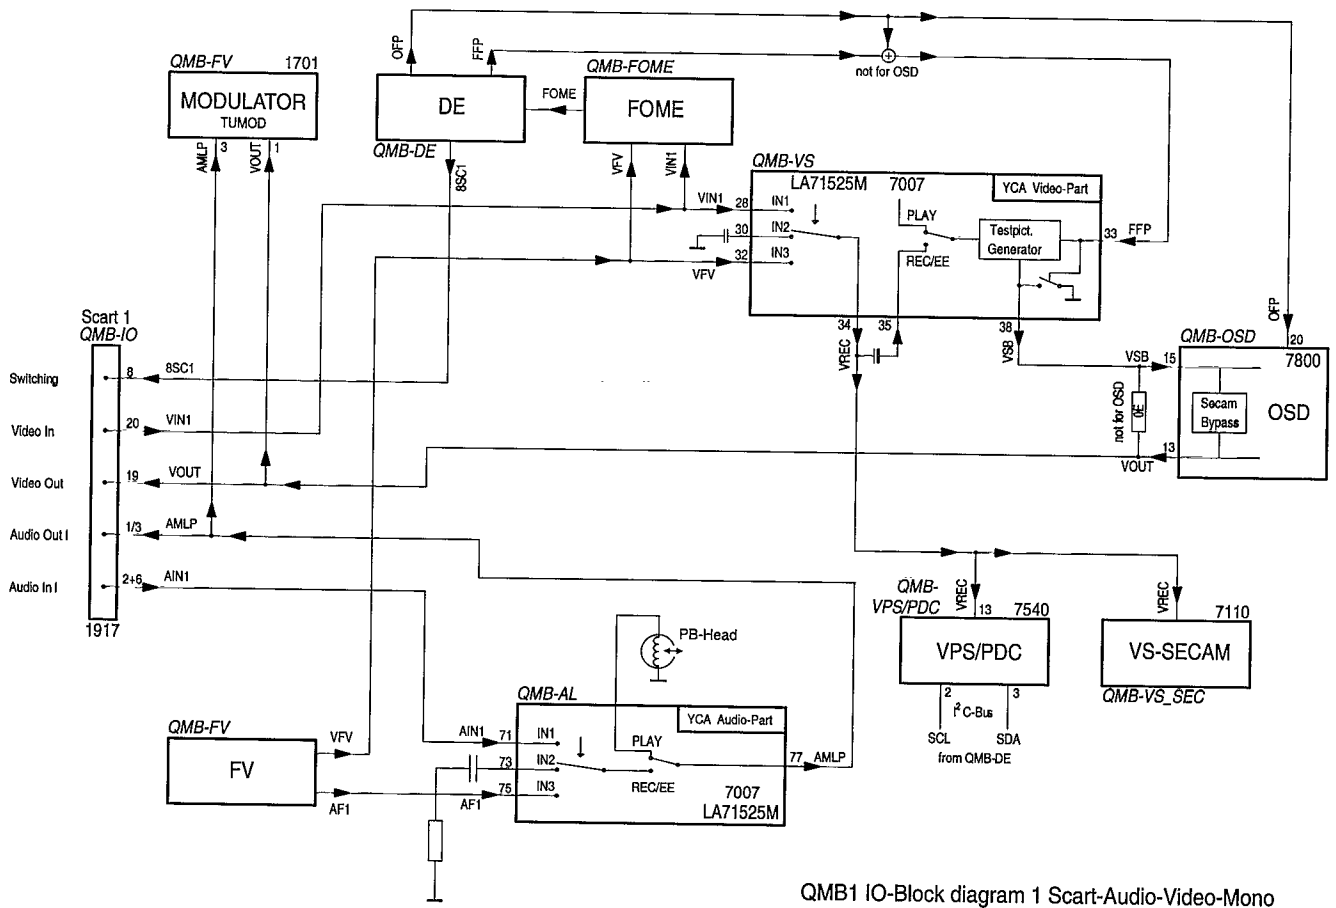 OFP
FFP
not for OSD
QMB-FV 1701
MODULATOR
TUMOD
AMLP 3
VOUT 1
DE
QMB-DE
8SC1
FOME
QMB-FOME
FOME
VFV
VIN1
QMB-VS
LA71525M 7007
YCA Video-Part
VIN1 28 IN1
30 IN2
32 IN3
VFV
PLAY
REC/EE
Testpict.
Generator
33 FFP
34
35
38
VREC
VSB
OFP
QMB-OSD
20
7800
VSB 15
Secam
Bypass
OSD
not for OSD
0E
13
VOUT
Scart 1
QMB-IO
Switching 8 8SC1
Video In 20 VIN1
Video Out 19 VOUT
Audio Out I 1/3 AMLP
Audio In I 2+6 AIN1
1917
QMB-
VPS/PDC
VREC
13
7540
VPS/PDC
2
3
I²C-Bus
SCL
SDA
from QMB-DE
VREC
7110
VS-SECAM
QMB-VS_SEC
PB-Head
QMB-AL
YCA Audio-Part
AIN1 71 IN1
73 IN2
AF1 75 IN3
PLAY
REC/EE
77 AMLP
7007
LA71525M
QMB-FV
FV
VFV
AF1
QMB1 IO-Block diagram 1 Scart-Audio-Video-Mono